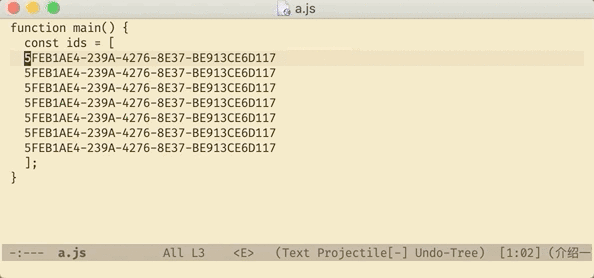 a.js
function main() {
  const ids = [
  5FEB1AE4-239A-4276-8E37-BE913CE6D117
  5FEB1AE4-239A-4276-8E37-BE913CE6D117
  5FEB1AE4-239A-4276-8E37-BE913CE6D117
  5FEB1AE4-239A-4276-8E37-BE913CE6D117
  5FEB1AE4-239A-4276-8E37-BE913CE6D117
  5FEB1AE4-239A-4276-8E37-BE913CE6D117
  5FEB1AE4-239A-4276-8E37-BE913CE6D117
  ];
}
-:--- a.js All L3 <E> (Text Projectile[-] Undo-Tree) [1:02] (介绍一